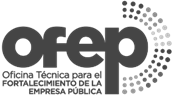 ofep
Oficina Técnica para el
FORTALECIMIENTO DE LA
EMPRESA PÚBLICA